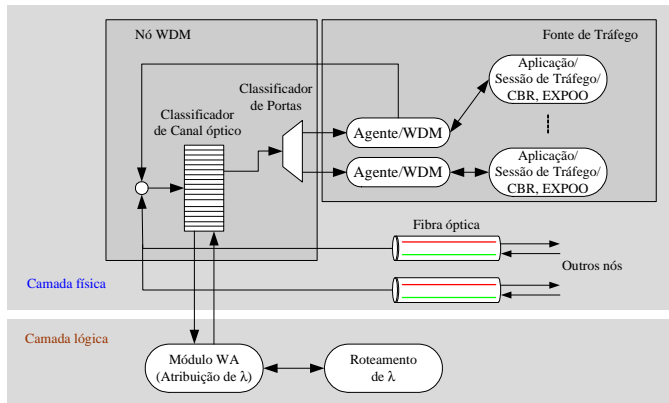 Nó WDM
Fonte de Tráfego
Classificador
de Portas
Classificador
de Canal óptico
Aplicação/
Sessão de Tráfego/
CBR, EXPOO
Agente/WDM
Agente/WDM
Aplicação/
Sessão de Tráfego/
CBR, EXPOO
Fibra óptica
Outros nós
Camada física
Camada lógica
Módulo WA
(Atribuição de λ)
Roteamento
de λ